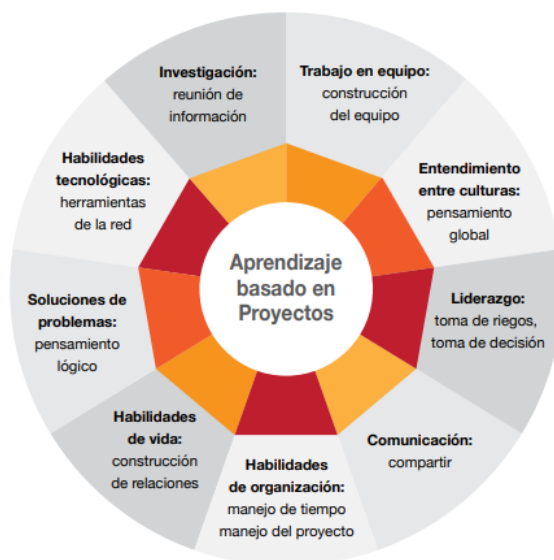 Investigación:
reunión de
información
Trabajo en equipo:
construcción
del equipo
Entendimiento
entre culturas:
pensamiento
global
Liderazgo:
toma de riegos,
toma de decisión
Comunicación:
compartir
Habilidades
de organización:
manejo de tiempo
manejo del proyecto
Habilidades
de vida:
construcción
de relaciones
Soluciones de
problemas:
pensamiento
lógico
Habilidades
tecnológicas:
herramientas
de la red
Aprendizaje
basado en
Proyectos